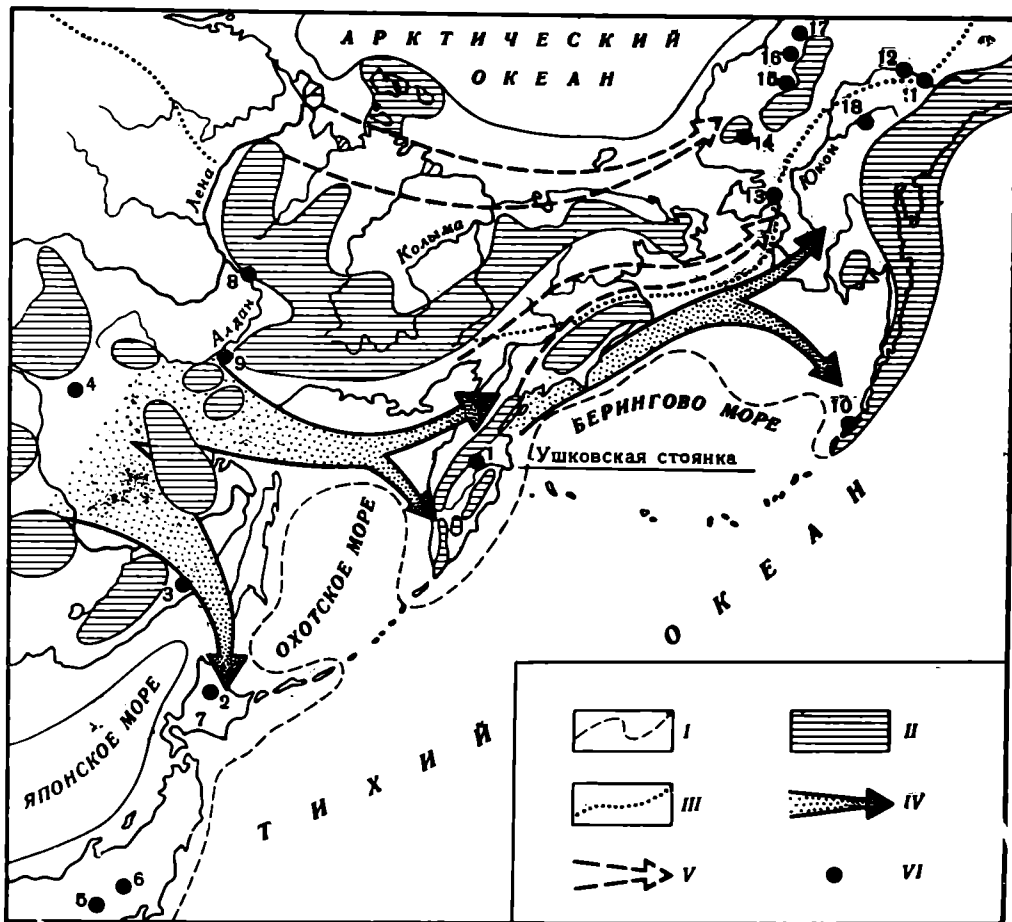 АРКТИЧЕСКИЙ
ОКЕАН
17
16
15
12
11
18
14
Юкон
13
Лена
Колыма
8
Алдан
9
4
10
БЕРИНГОВО МОРЕ
1
Ушковская стоянка
ОХОТСКОЕ МОРЕ
3
2
7
ЯПОНСКОЕ МОРЕ
ТИХИЙ ОКЕАН
6
5
I
II
III
IV
V
VI